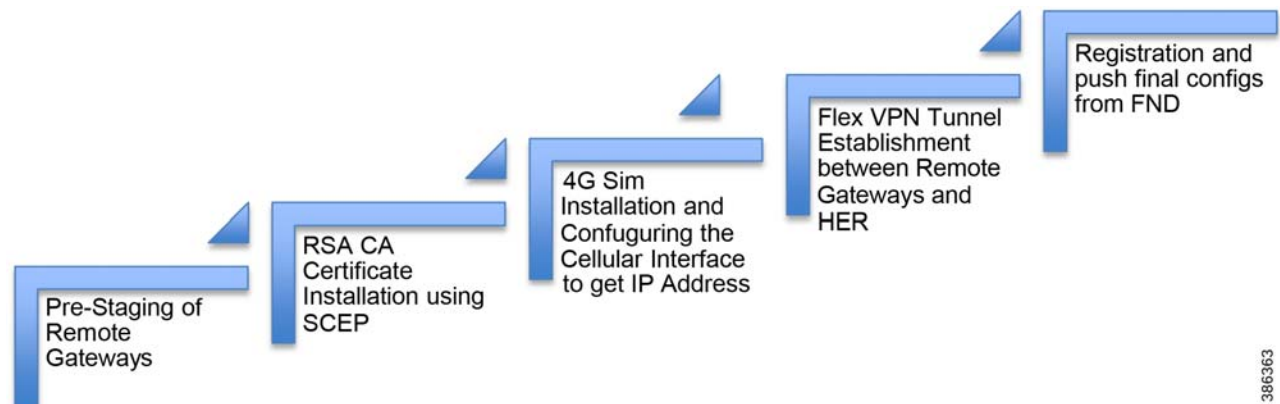 Pre-Staging of
Remote
Gateways
RSA CA
Certificate
Installation using
SCEP
4G Sim
Installation and
Confuguring the
Cellular Interface
to get IP Address
Flex VPN Tunnel
Establishment
between Remote
Gateways and
HER
Registration and
push final configs
from FND
386363